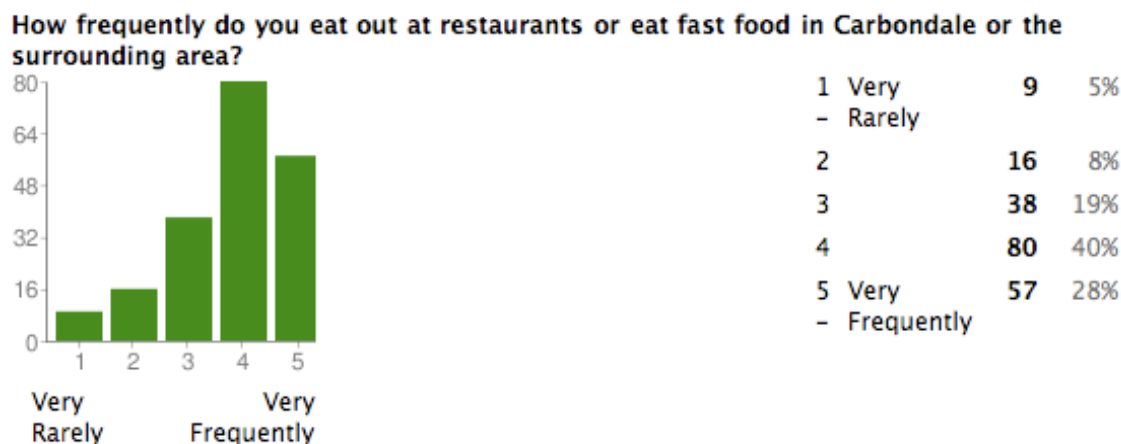 How frequently do you eat out at restaurants or eat fast food in Carbondale or the
surrounding area?
80
64
48
32
16
0
1 2 3 4 5
Very Very
Rarely Frequently
1 Very 9 5%
– Rarely
2 16 8%
3 38 19%
4 80 40%
5 Very 57 28%
– Frequently